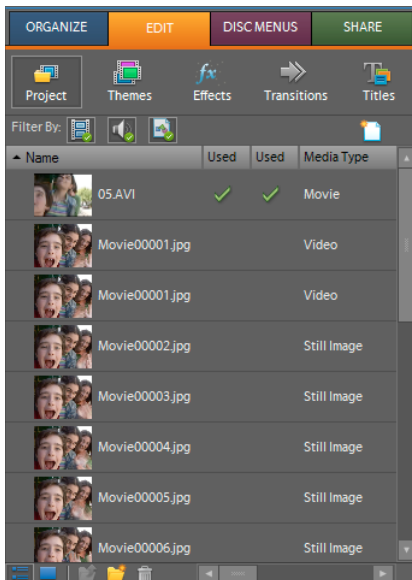 ORGANIZE EDIT DISC MENUS SHARE
fx
Project Themes Effects Transitions Titles
Filter By:
Name Used Used Media Type
05.AVI Movie
Movie00001.jpg Video
Movie00001.jpg Video
Movie00002.jpg Still Image
Movie00003.jpg Still Image
Movie00004.jpg Still Image
Movie00005.jpg Still Image
Movie00006.jpg Still Image